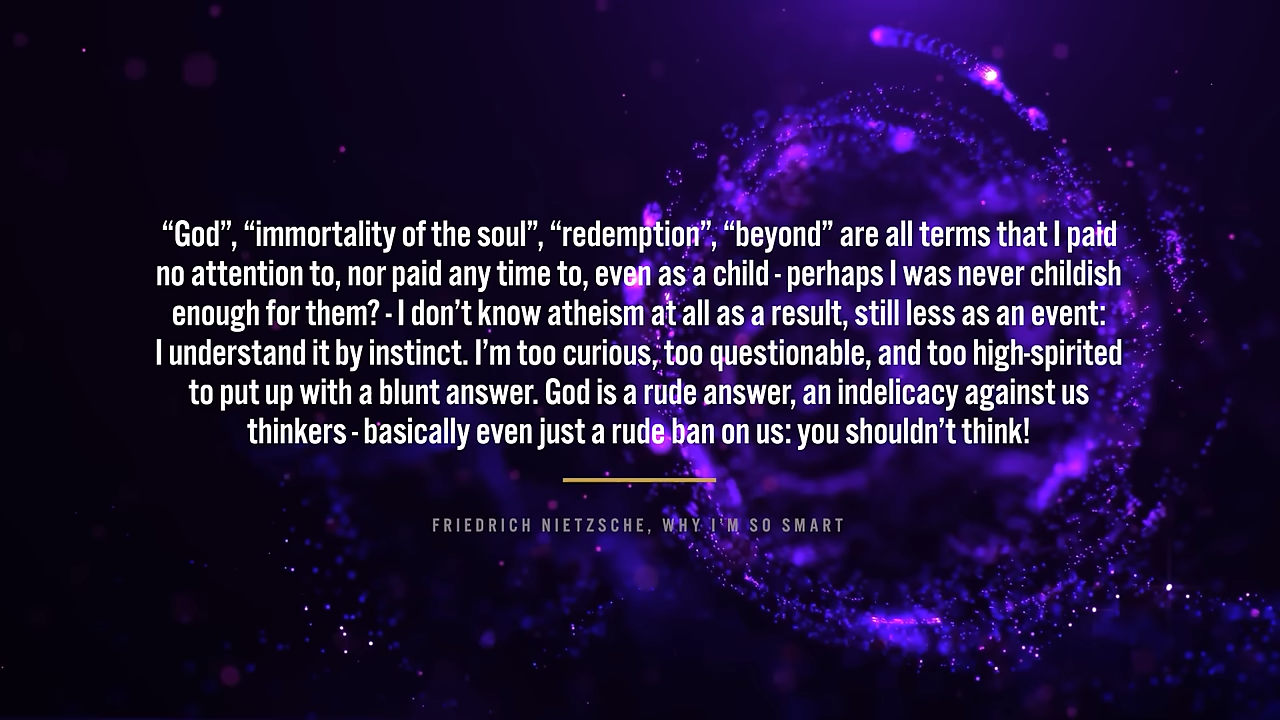 “God”, “immortality of the soul”, “redemption”, “beyond” are all terms that I paid
no attention to, nor paid any time to, even as a child - perhaps I was never childish
enough for them? - I don’t know atheism at all as a result, still less as an event:
I understand it by instinct. I’m too curious, too questionable, and too high-spirited
to put up with a blunt answer. God is a rude answer, an indelicacy against us
thinkers - basically even just a rude ban on us: you shouldn’t think!
FRIEDRICH NIETZSCHE, WHY I'M SO SMART